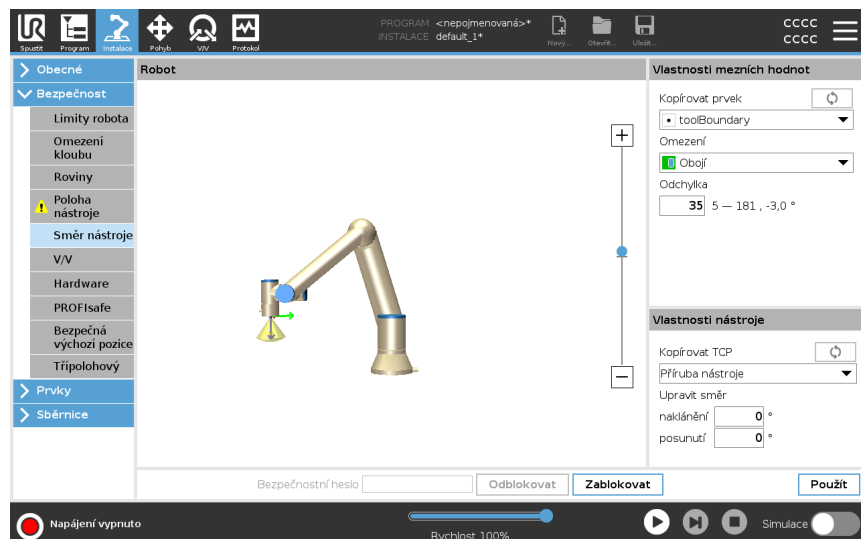 Spustit
Program
Instalace
Pohyb
V/V
Protokol
PROGRAM <nepojmenovaná>*
INSTALACE default_1*
Nový...
Otevřít...
Uložit...
CCCC
CCCC
Obecné
Bezpečnost
Limity robota
Omezení
kloubu
Roviny
Poloha
nástroje
Směr nástroje
V/V
Hardware
PROFIsafe
Bezpečná
výchozí pozice
Třípolohový
Prvky
Sběrnice
Robot
Vlastnosti mezních hodnot
Kopírovat prvek
toolBoundary
Omezení
Obojí
Odchylka
35 5 — 181 , -3,0 °
Vlastnosti nástroje
Kopírovat TCP
Příruba nástroje
Upravit směr
naklánění 0 °
posunutí 0 °
Bezpečnostní heslo
Odblokovat
Zablokovat
Použít
Napájení vypnuto
Rychlost 100%
Simulace